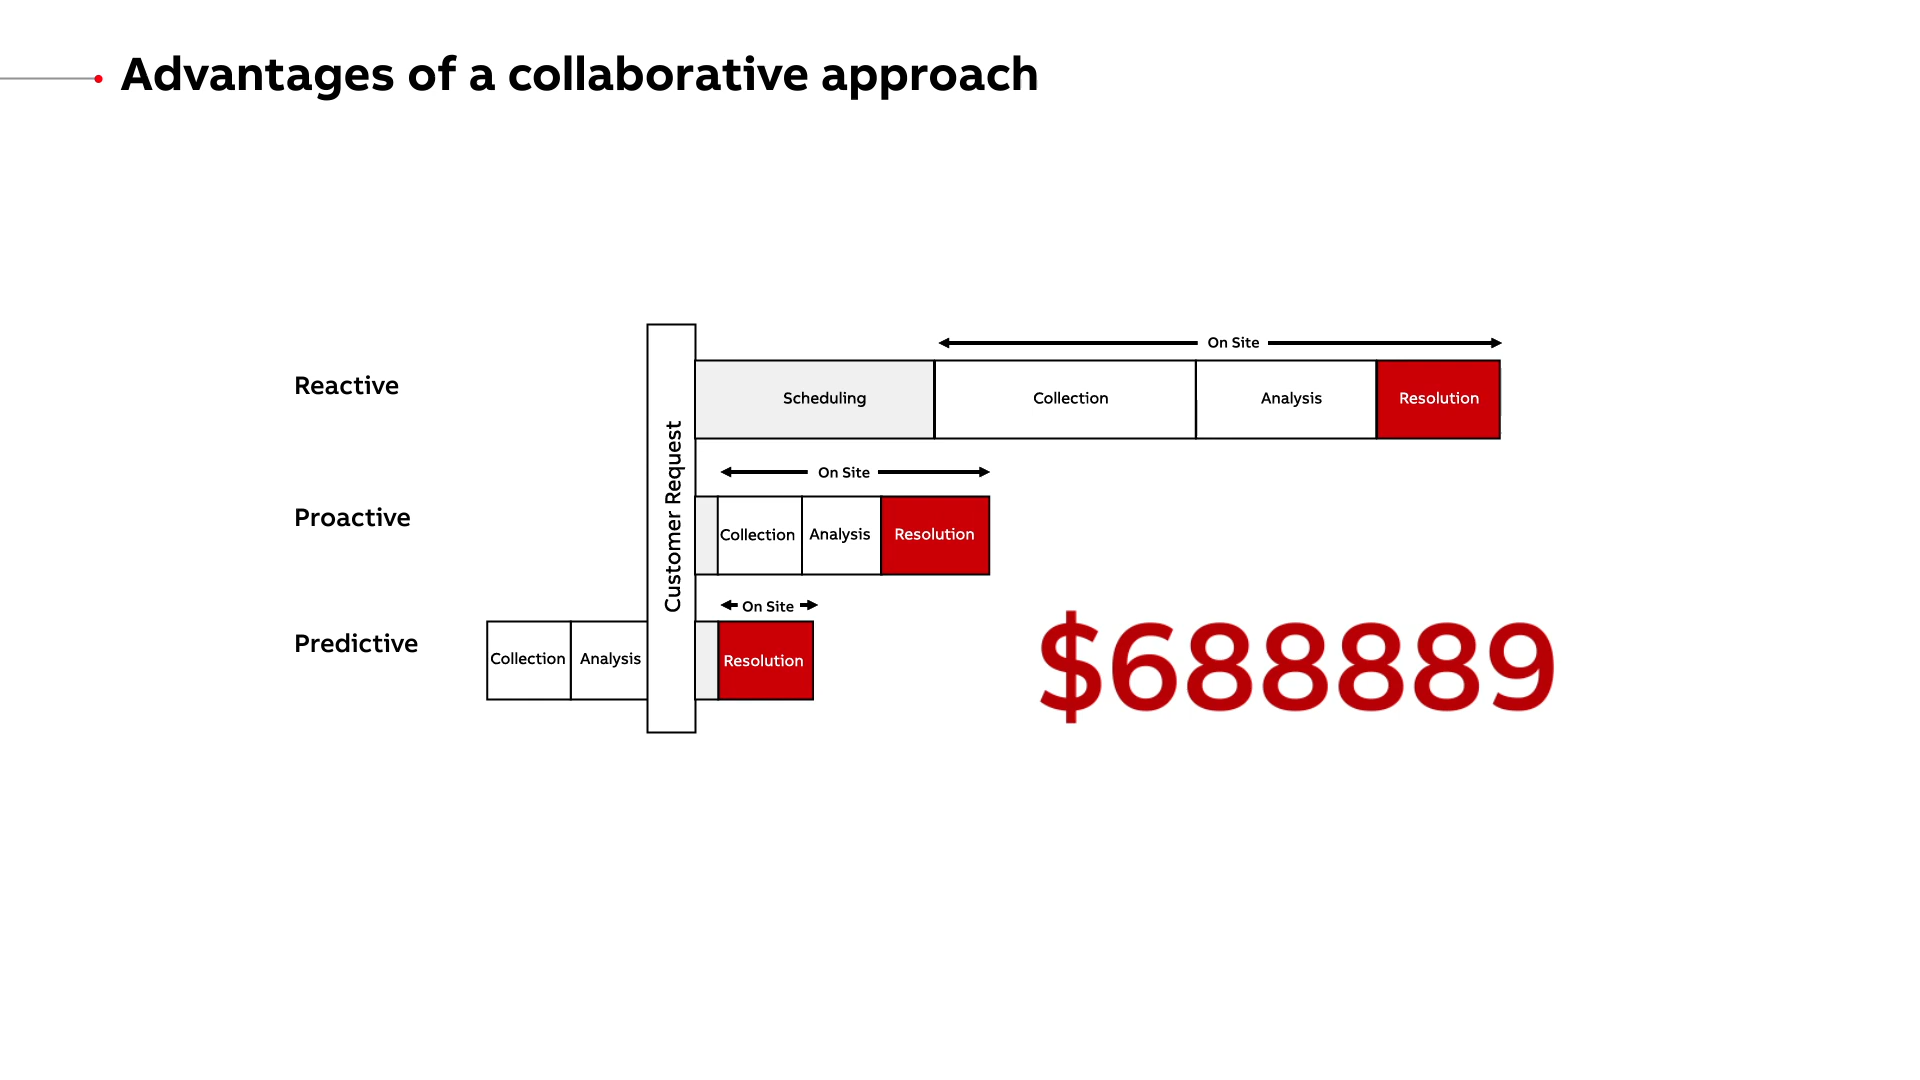 Advantages of a collaborative approach
On Site
Reactive
Scheduling
Collection
Analysis
Resolution
Customer Request
On Site
Proactive
Collection
Analysis
Resolution
On Site
Predictive
Collection
Analysis
Resolution
$688889